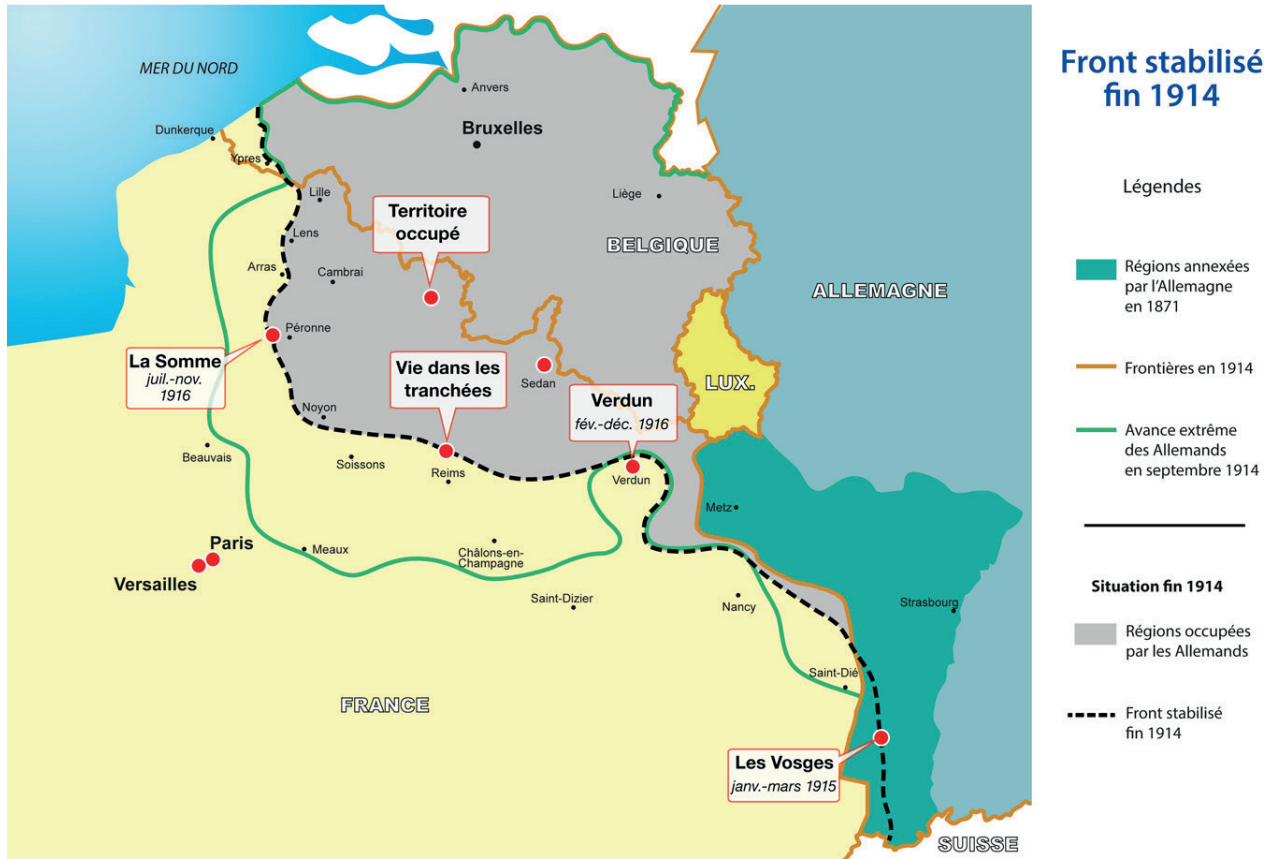 MER DU NORD
Anvers
Dunkerque
Bruxelles
Ypres
Lille
Liège
Territoire
occupé
Lens
BELGIQUE
Arras
Cambrai
ALLEMAGNE
Péronne
La Somme
juil.-nov.
1916
Vie dans les
tranchées
Sedan
LUX.
Verdun
fév.-déc. 1916
Noyon
Beauvais
Soissons
Reims
Verdun
Metz
Paris
Meaux
Châlons-en-
Champagne
Versailles
Saint-Dizier
Nancy
Strasbourg
Saint-Dié
FRANCE
Les Vosges
janv.-mars 1915
SUISSE
Front stabilisé
fin 1914
Légendes
Régions annexées
par l'Allemagne
en 1871
Frontières en 1914
Avance extrême
des Allemands
en septembre 1914
Situation fin 1914
Régions occupées
par les Allemands
Front stabilisé
fin 1914